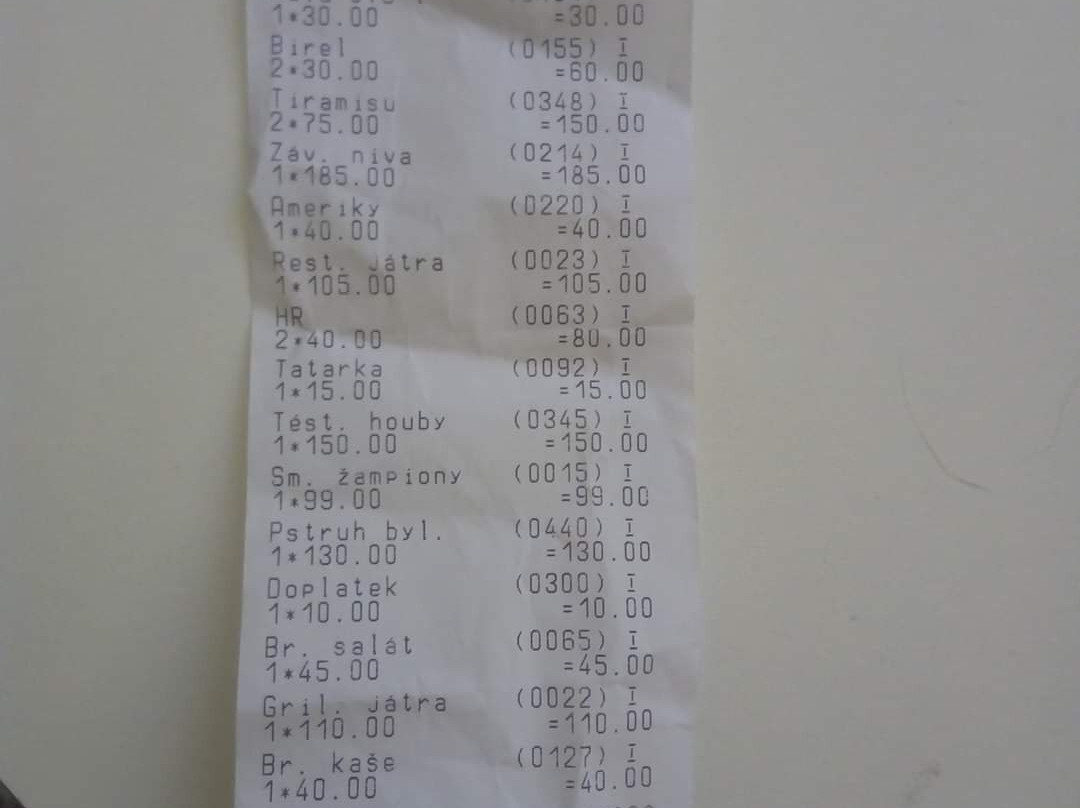 1*30.00 =30.00
Birel (0155) I
2*30.00 =60.00
Tiramisu (0348) I
2*75.00 =150.00
Záv. niva (0214) I
1*185.00 =185.00
Ameriky (0220) I
1*40.00 =40.00
Rest. játra (0023) I
1*105.00 =105.00
HR (0063) I
2*40.00 =80.00
Tatarka (0092) I
1*15.00 =15.00
Tést. houby (0345) I
1*150.00 =150.00
Sm. žampiony (0015) I
1*99.00 =99.00
Pstruh byl. (0440) I
1*130.00 =130.00
Doplatek (0300) I
1*10.00 =10.00
Br. salát (0065) I
1*45.00 =45.00
Gril. játra (0022) I
1*110.00 =110.00
Br. kaše (0127) I
1*40.00 =40.00